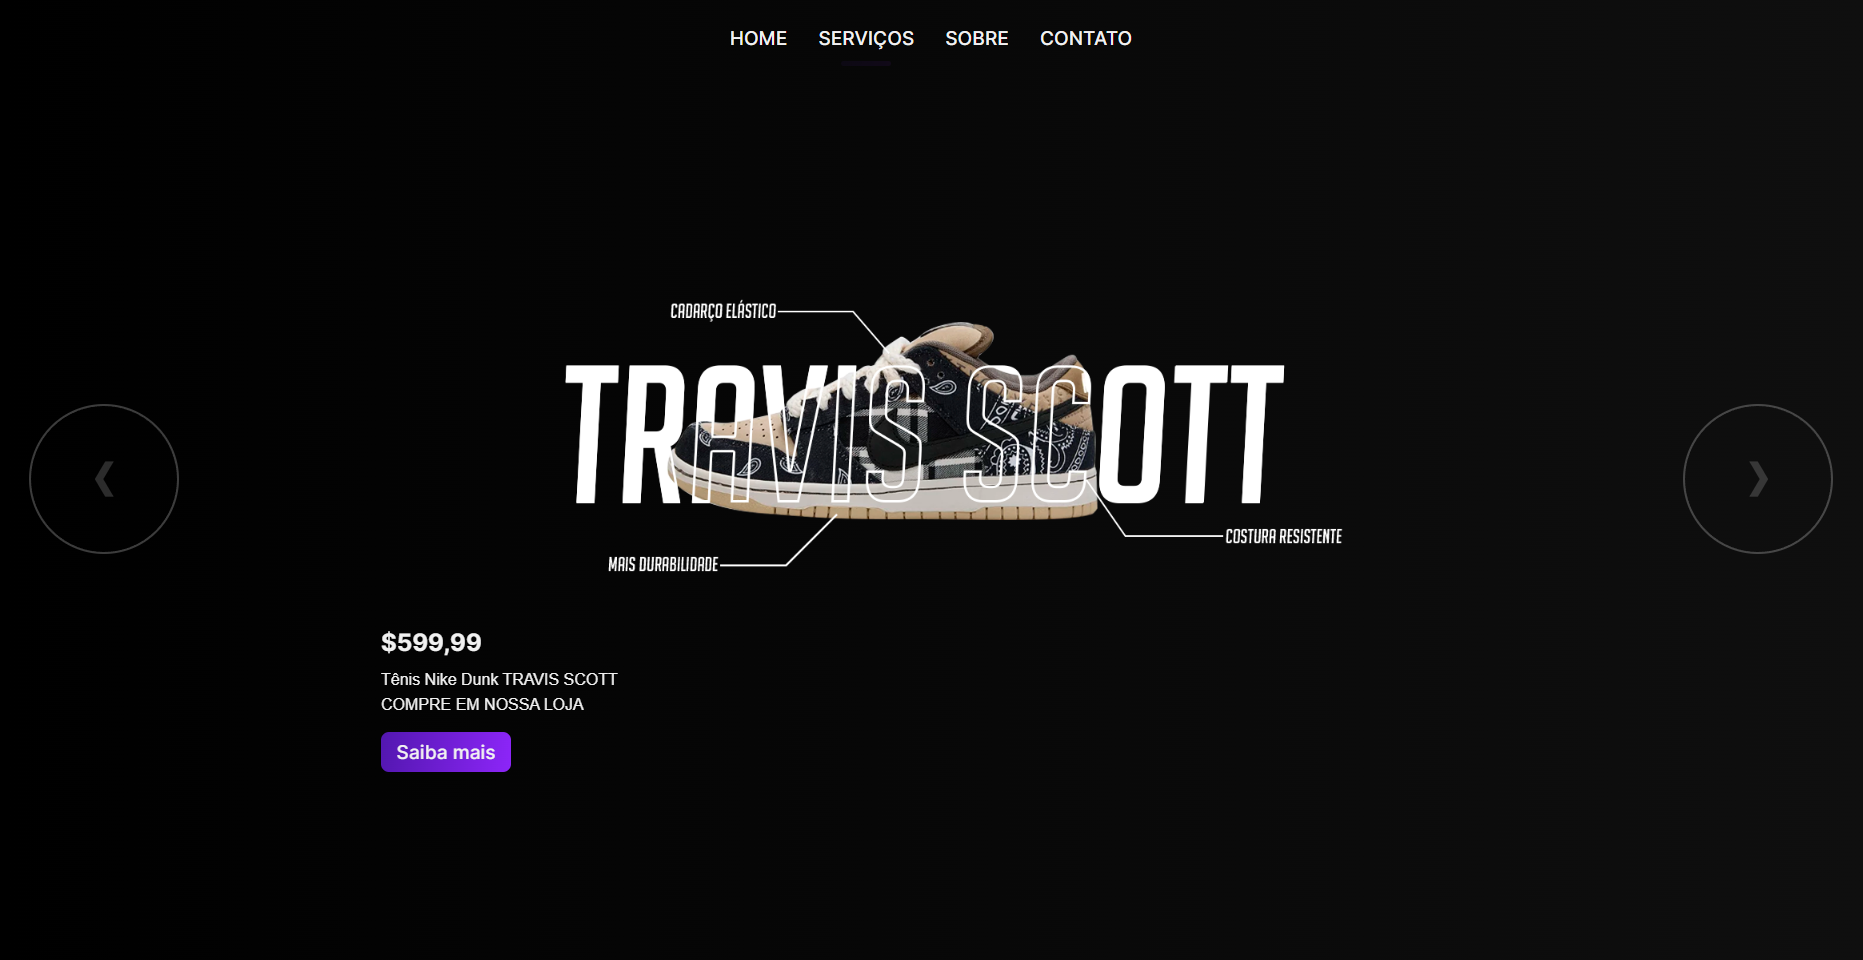 HOME SERVIÇOS SOBRE CONTATO
CADARÇO ELÁSTICO
TRAVIS SCOTT
COSTURA RESISTENTE
MAIS DURABILIDADE
$599,99
Tênis Nike Dunk TRAVIS SCOTT
COMPRE EM NOSSA LOJA
Saiba mais